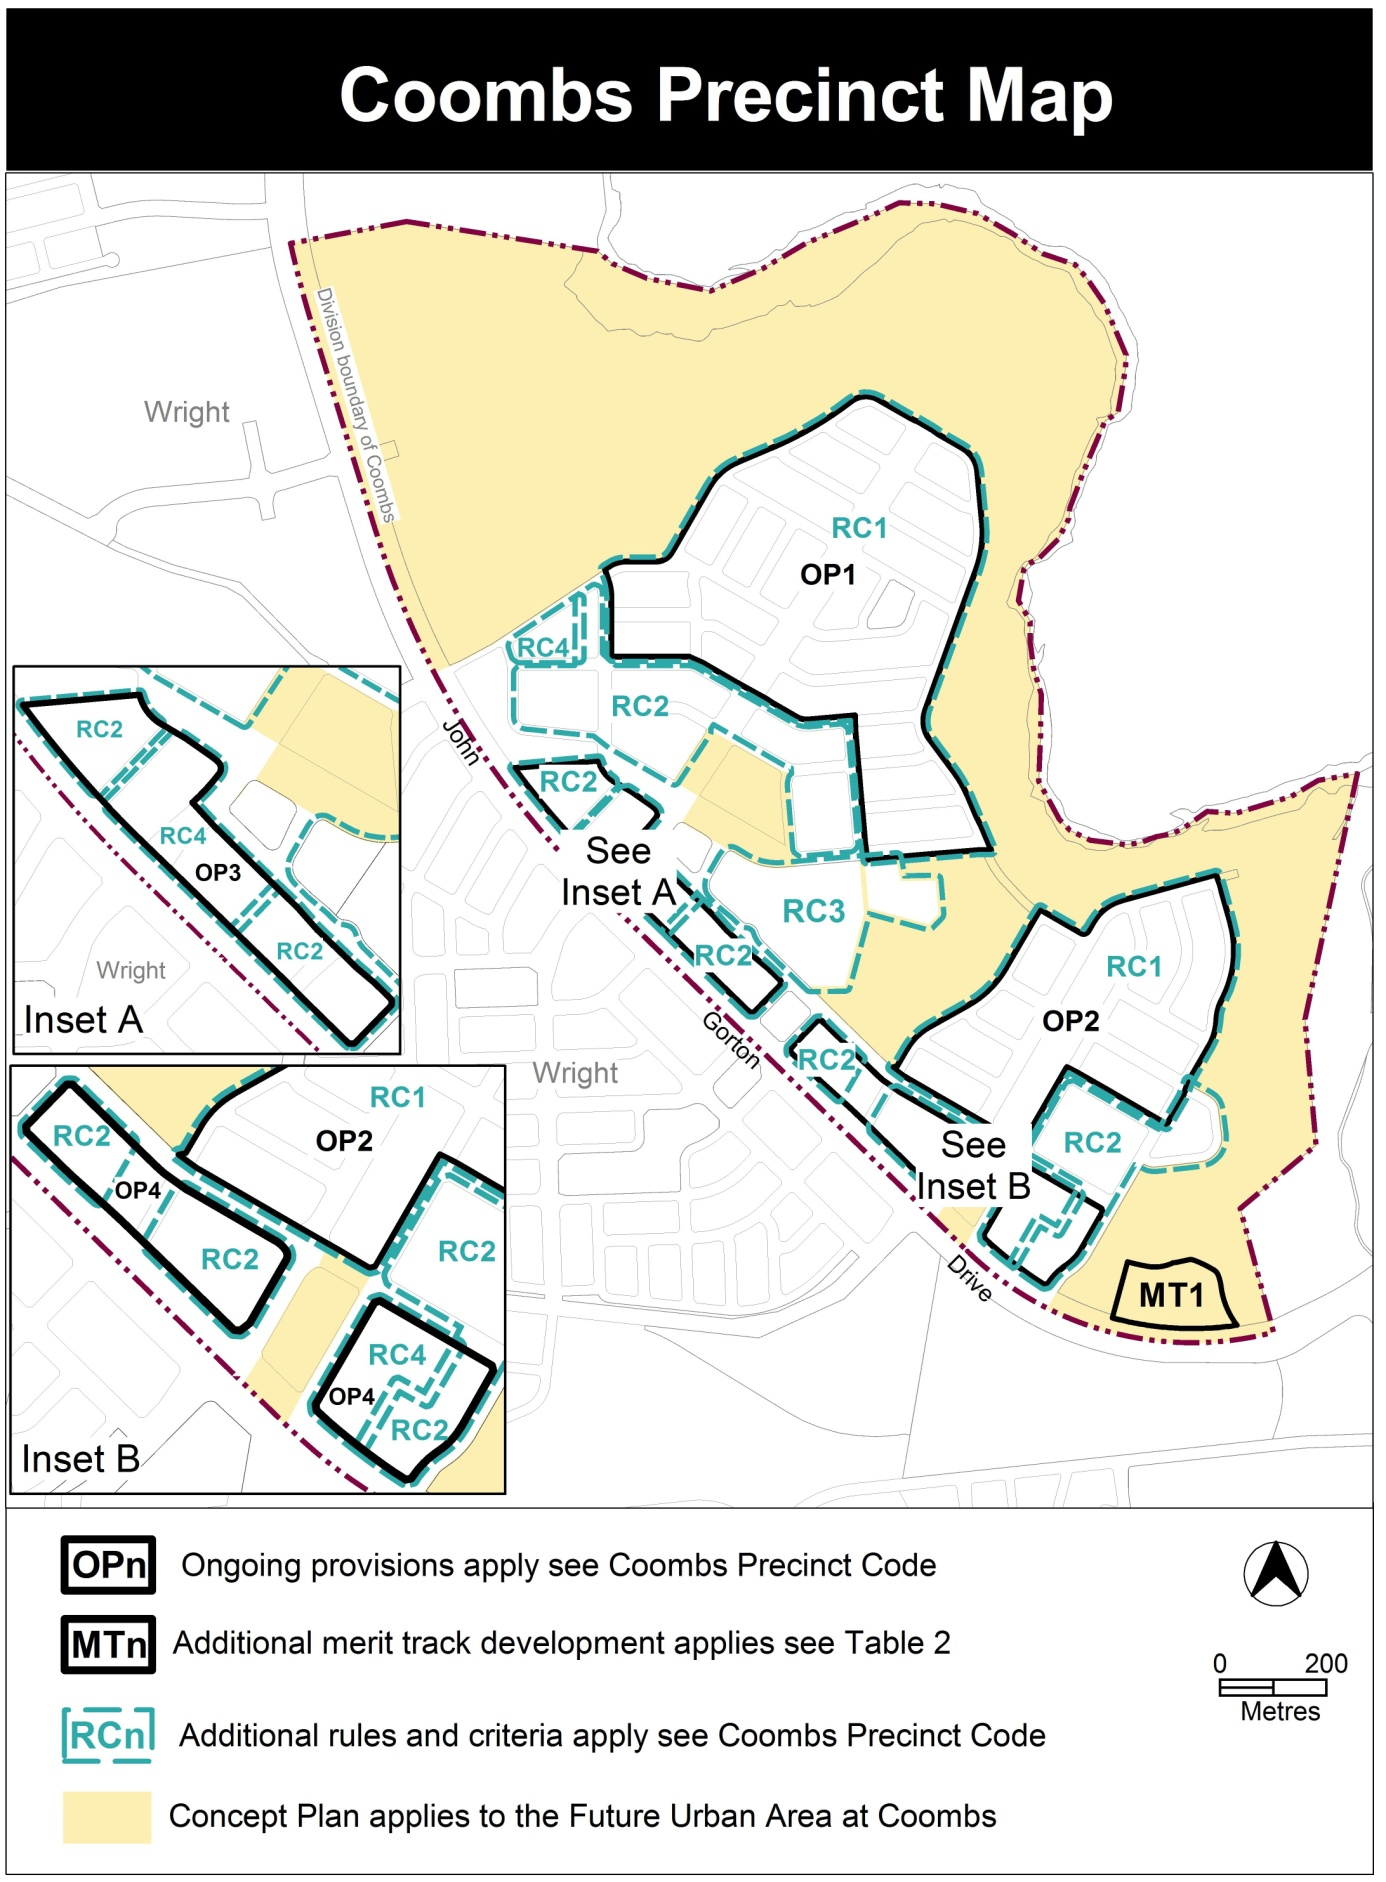 Coombs Precinct Map
Division boundary of Coombs
Wright
RC1
OP1
RC4
RC2
John
RC2
See
Inset A
RC3
RC2
Gorton
RC1
OP2
RC2
Wright
See
Inset B
RC2
Drive
MT1
RC2
RC4
OP3
RC2
Wright
Inset A
RC1
OP2
RC2
OP4
RC2
RC2
RC4
OP4
RC2
Inset B
OPn Ongoing provisions apply see Coombs Precinct Code
MTn Additional merit track development applies see Table 2
RCn Additional rules and criteria apply see Coombs Precinct Code
Concept Plan applies to the Future Urban Area at Coombs
0 200
Metres